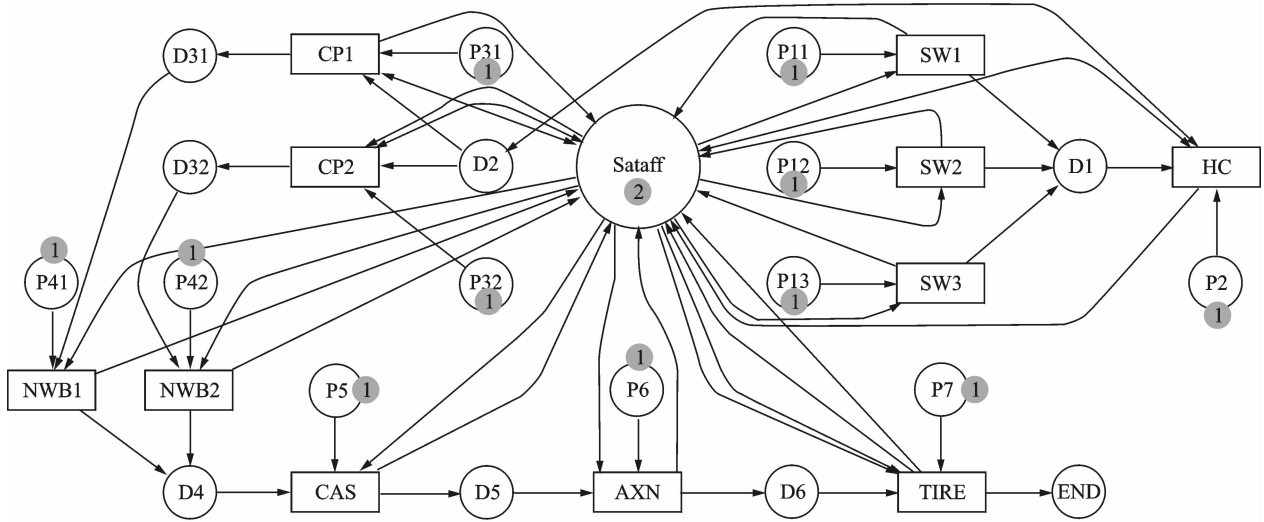 D31
CP1
P31
1
P11
1
SW1
D32
CP2
D2
Sataff
2
P12
1
SW2
D1
HC
P41
1
P42
1
P32
1
P13
1
SW3
P2
1
NWB1
NWB2
P5
1
P6
1
P7
1
D4
CAS
D5
AXN
D6
TIRE
END